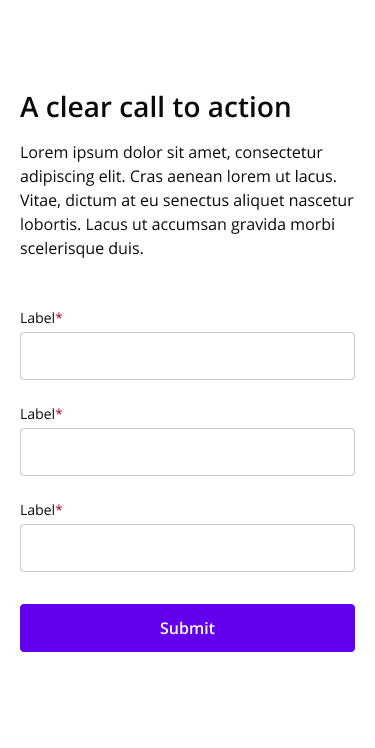 A clear call to action
Lorem ipsum dolor sit amet, consectetur
adipiscing elit. Cras aenean lorem ut lacus.
Vitae, dictum at eu senectus aliquet nascetur
lobortis. Lacus ut accumsan gravida morbi
scelerisque duis.
Label*
Label*
Label*
Submit